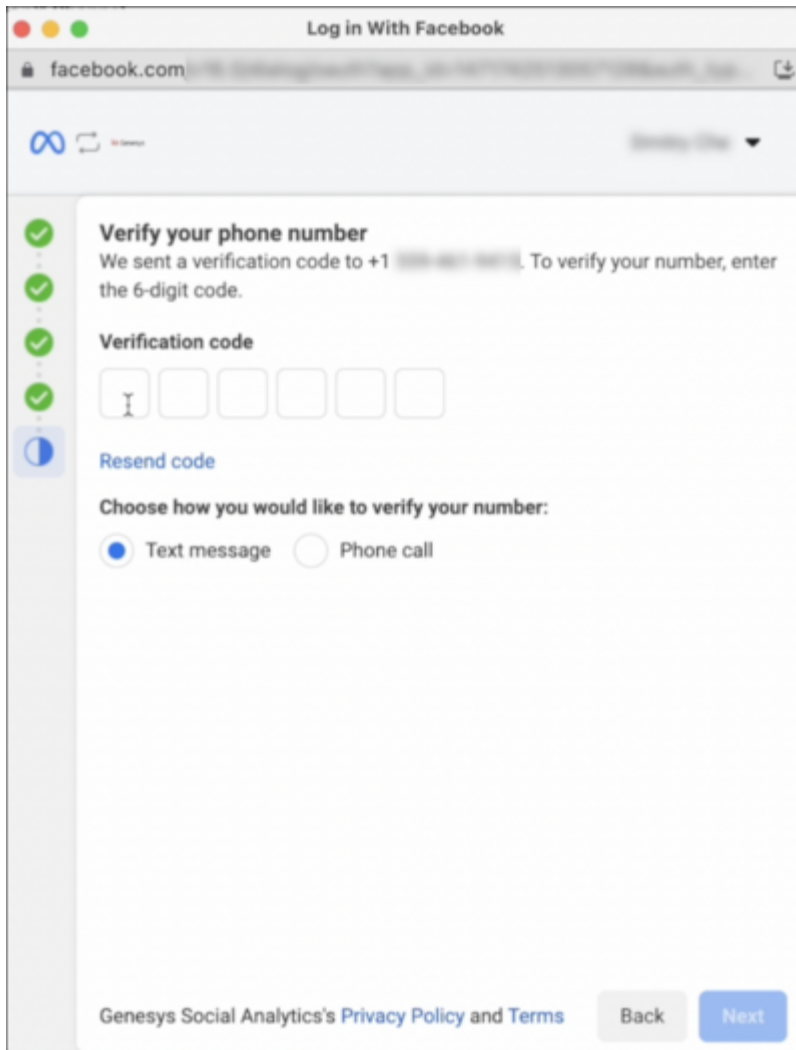 Log in With Facebook
facebook.com
Genesys
Verify your phone number
We sent a verification code to +1 . To verify your number, enter
the 6-digit code.
Verification code
Resend code
Choose how you would like to verify your number:
Text message Phone call
Genesys Social Analytics's Privacy Policy and Terms Back Next